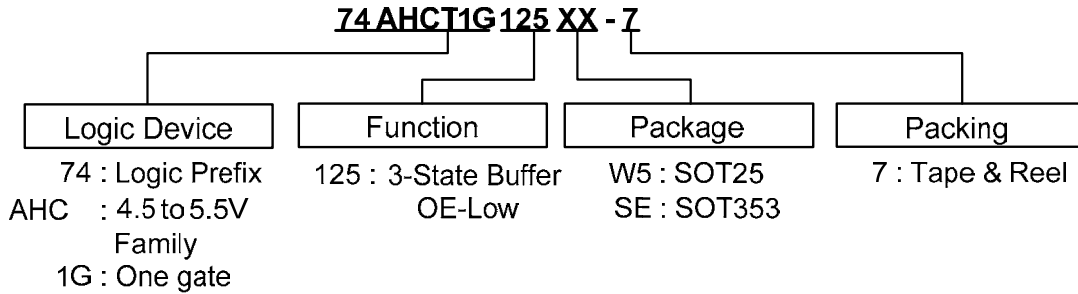 74 AHCT1G 125 XX - 7
Logic Device
74 : Logic Prefix
AHC : 4.5 to 5.5V
Family
1G : One gate
Function
125 : 3-State Buffer
OE-Low
Package
W5 : SOT25
SE : SOT353
Packing
7 : Tape & Reel